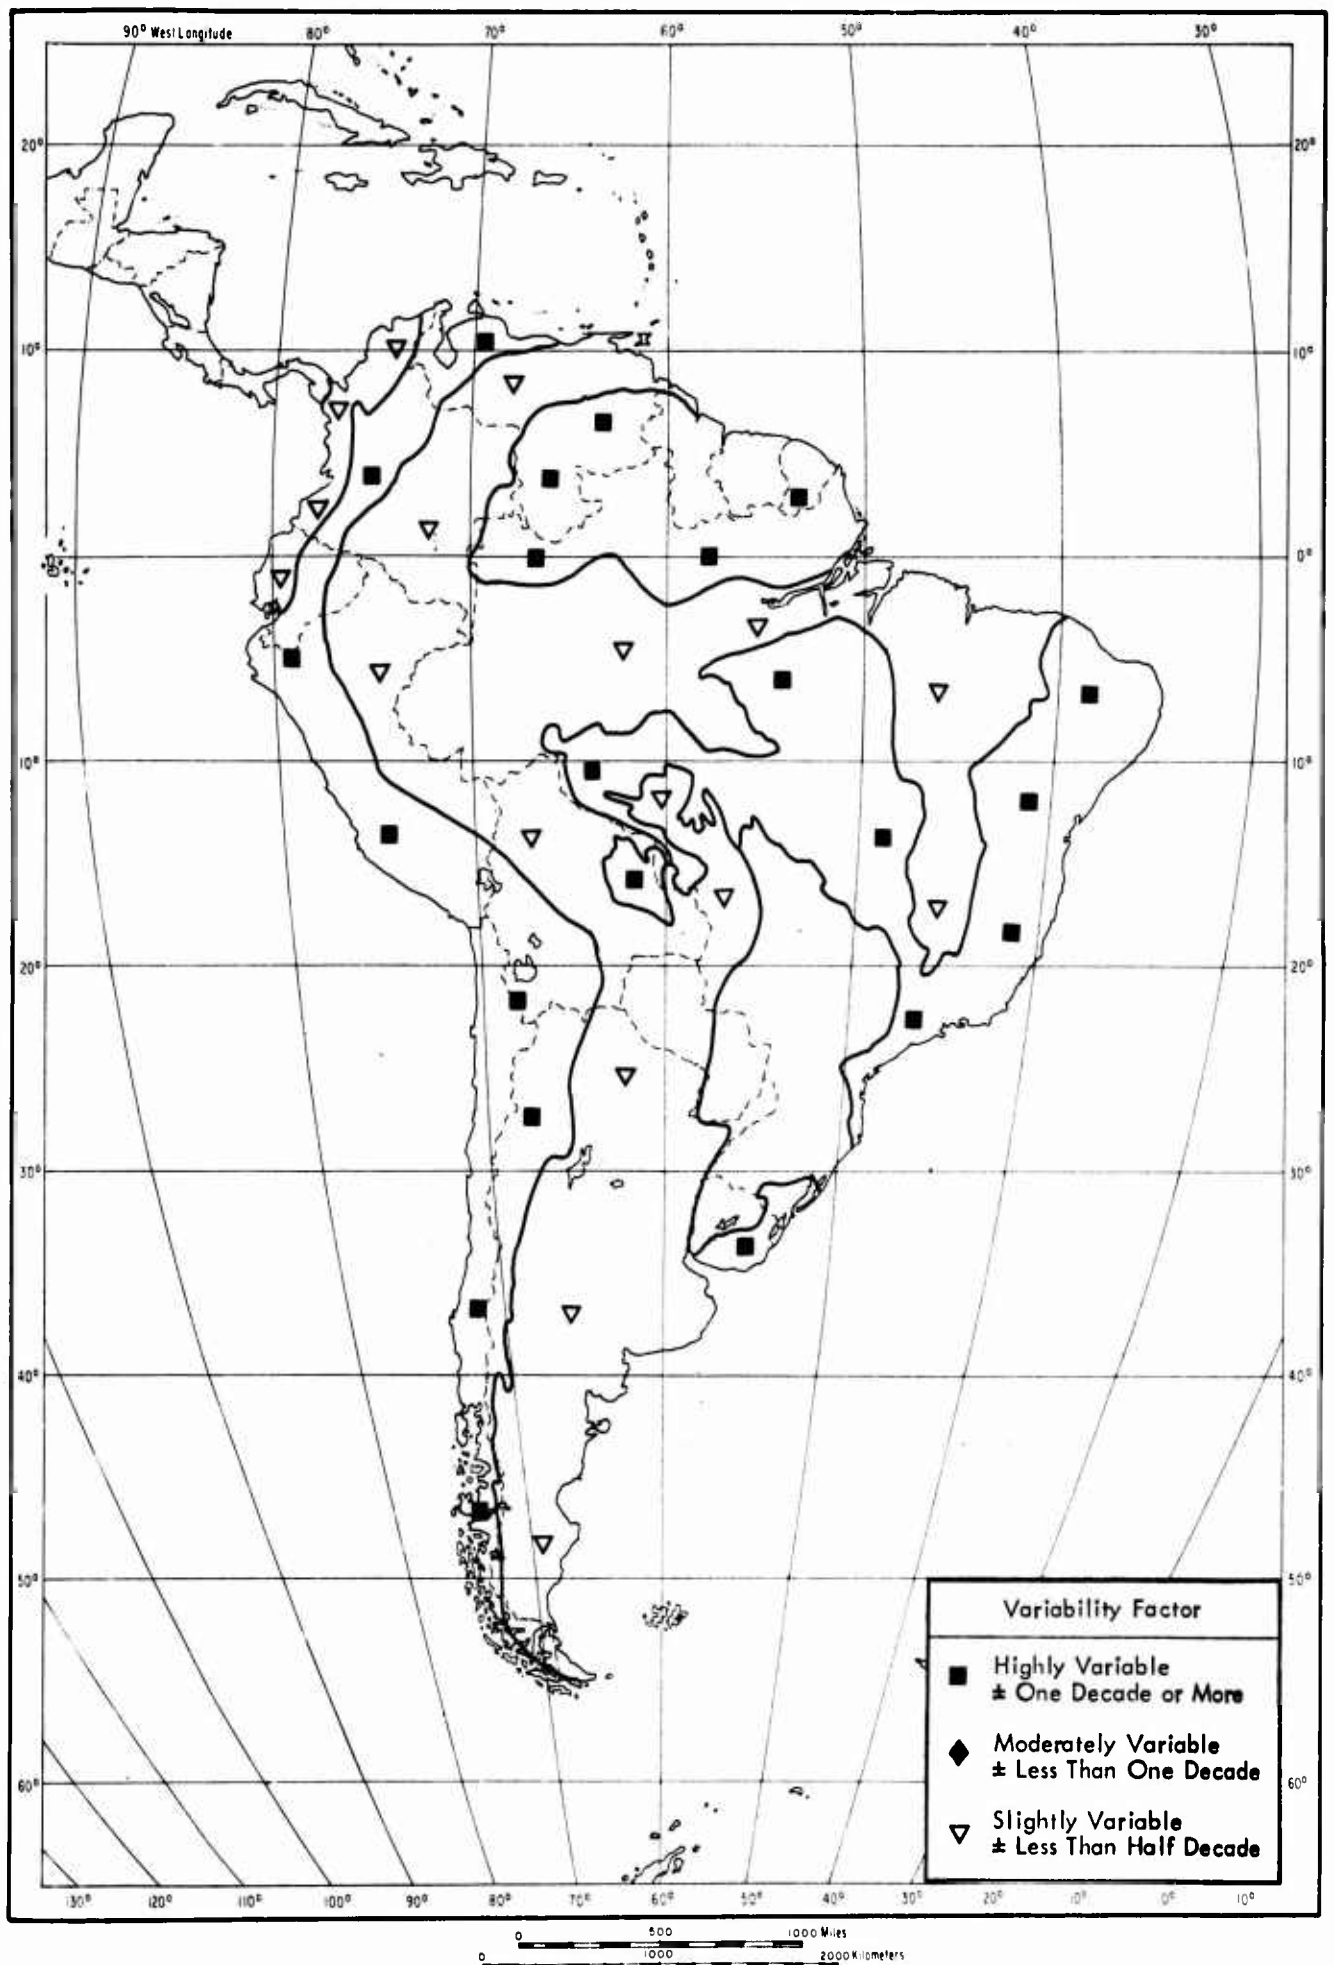 90° West Longitude 80° 70° 60° 50° 40° 30°
20° 20°
10° 10°
0° 0°
10° 10°
20° 20°
30° 30°
40° 40°
50° 50°
Variability Factor
Highly Variable
± One Decade or More
Moderately Variable
± Less Than One Decade
60° 60°
Slightly Variable
± Less Than Half Decade
130° 120° 110° 100° 90° 80° 70° 60° 50° 40° 30° 20° 10° 0° 10°
0 500 1000 Miles
0 1000 2000 Kilometers